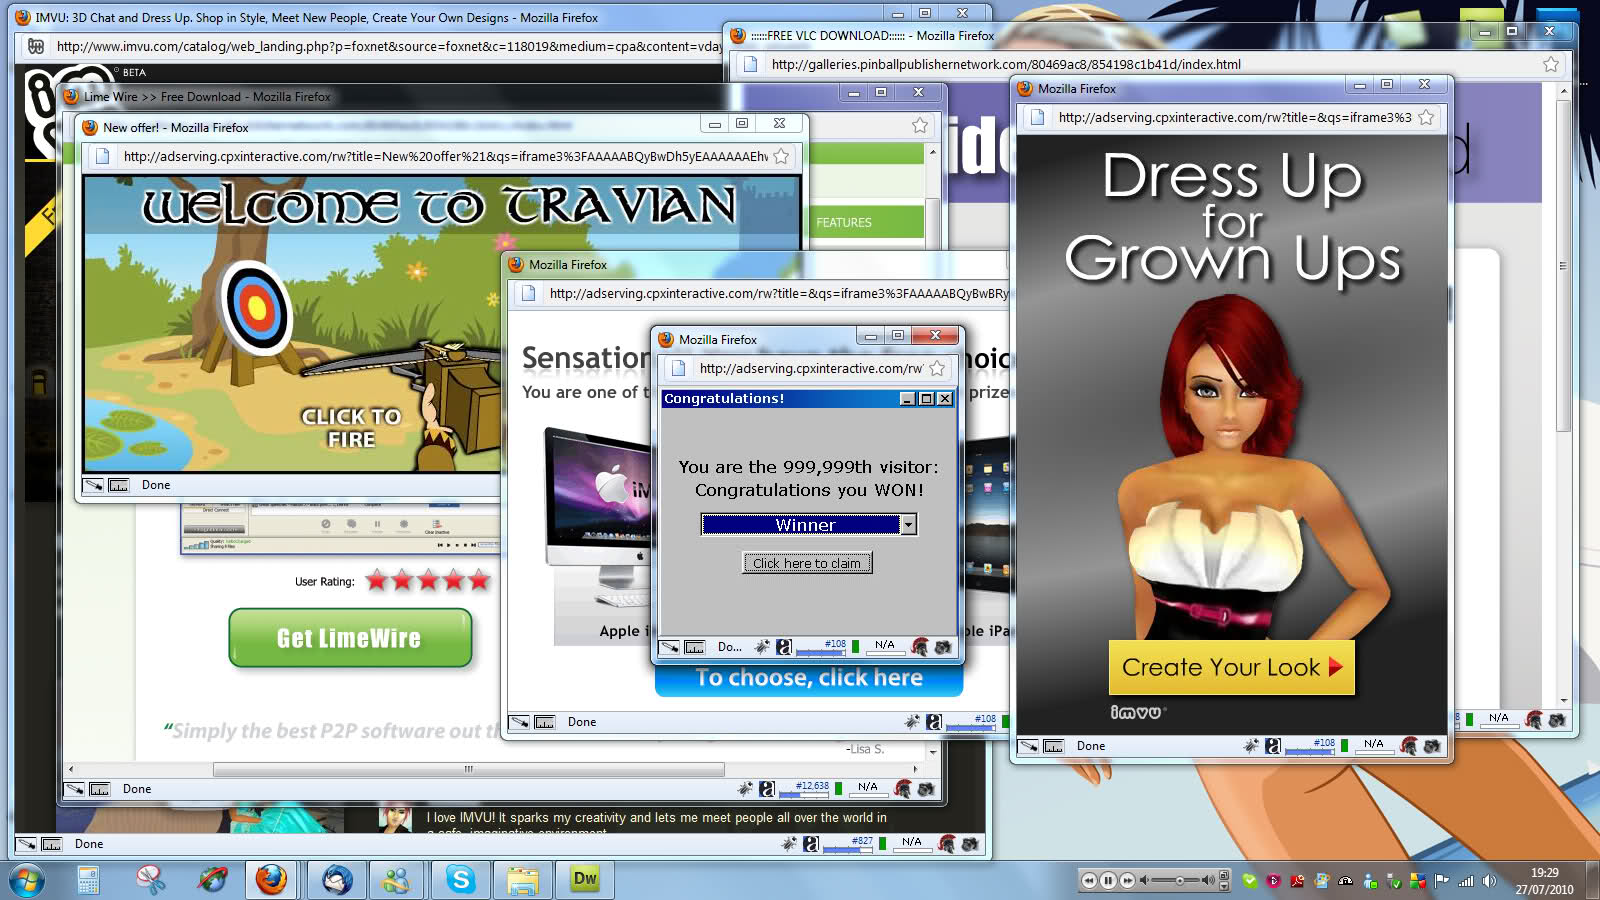 IMVU: 3D Chat and Dress Up. Shop in Style, Meet New People, Create Your Own Designs - Mozilla Firefox
http://www.imvu.com/catalog/web_landing.php?p=foxnet&source=foxnet&c=118019&medium=cpa&content=vday
BETA
::::::FREE VLC DOWNLOAD:::::: - Mozilla Firefox
http://galleries.pinballpublishernetwork.com/80469ac8/854198c1b41d/index.html
Lime Wire >> Free Download - Mozilla Firefox
FEATURES
New offer! - Mozilla Firefox
http://adserving.cpxinteractive.com/rw?title=New%20offer%21&qs=iframe3%3FAAAAABQyBwDh5yEAAAAAAEhv
WELCOME TO TRAVIAN
CLICK TO
FIRE
Done
Direct Connect
User Rating:
Get LimeWire
“Simply the best P2P software out th
-Lisa S.
Done
#12,638
N/A
I love IMVU! It sparks my creativity and lets me meet people all over the world in
a safe, imaginative environment
Done
#827
N/A
Mozilla Firefox
http://adserving.cpxinteractive.com/rw?title=&qs=iframe3%3FAAAAABQyBwBRy
Sensation
hoic
You are one of t
prize
Apple i
ple iPa
To choose, click here
Done
#108
Mozilla Firefox
http://adserving.cpxinteractive.com/rw
Congratulations!
You are the 999,999th visitor:
Congratulations you WON!
Winner
Click here to claim
Do...
#108
N/A
Mozilla Firefox
http://adserving.cpxinteractive.com/rw?title=&qs=iframe3%3
Dress Up
for
Grown Ups
Create Your Look
imvu
Done
#108
N/A
N/A
Dw
19:29
27/07/2010